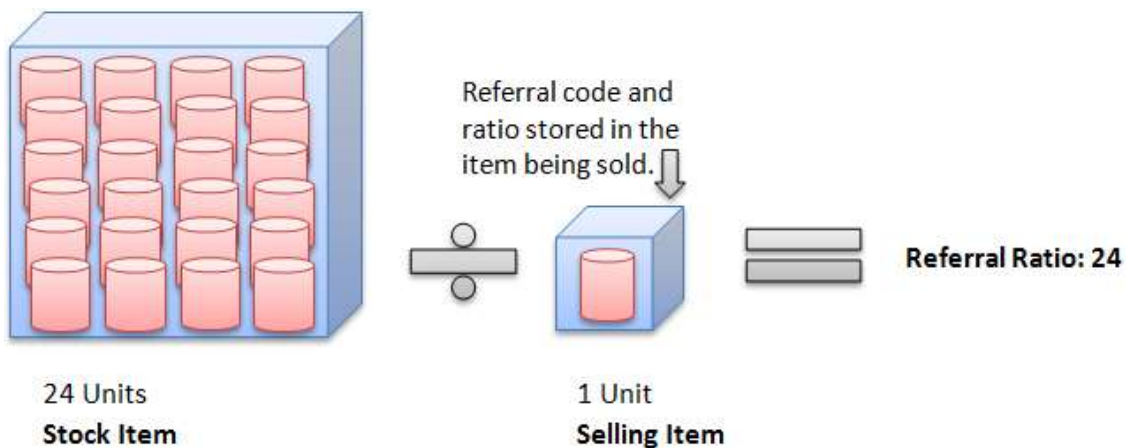 Referral code and
ratio stored in the
item being sold.
Referral Ratio: 24
24 Units
Stock Item
1 Unit
Selling Item